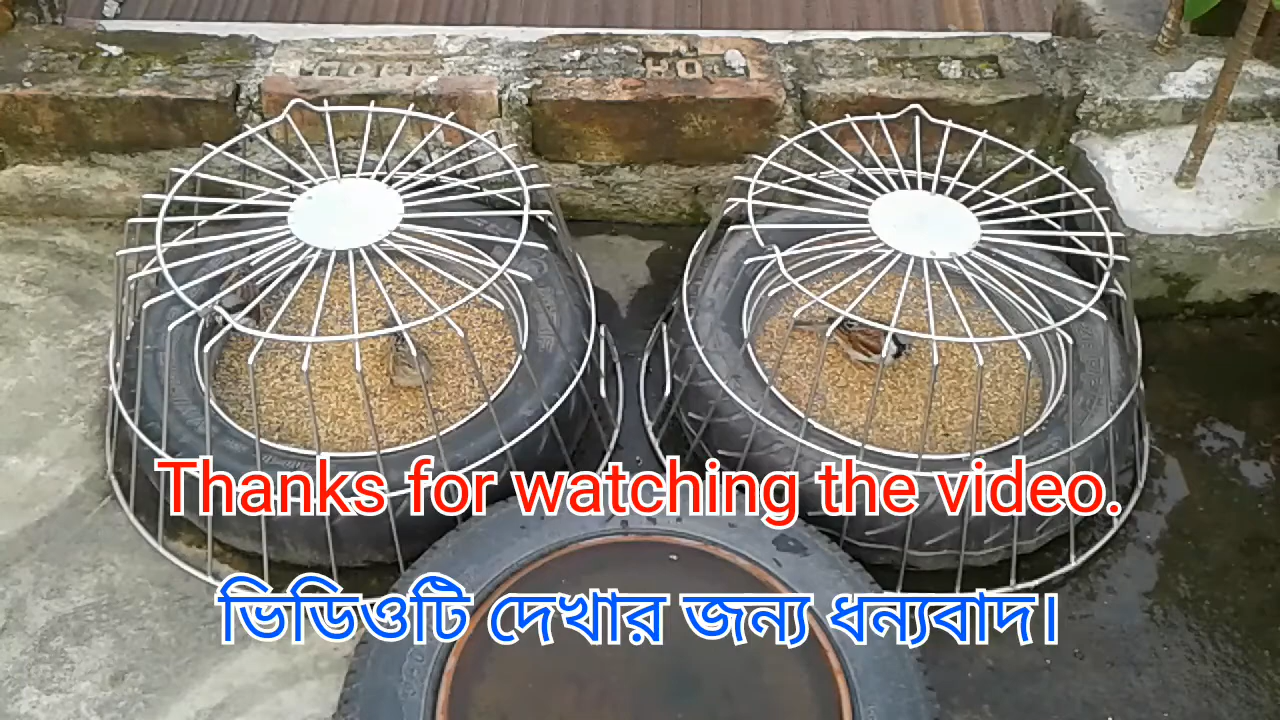 Thanks for watching the video.
ভিডিওটি দেখার জন্য ধন্যবাদ।